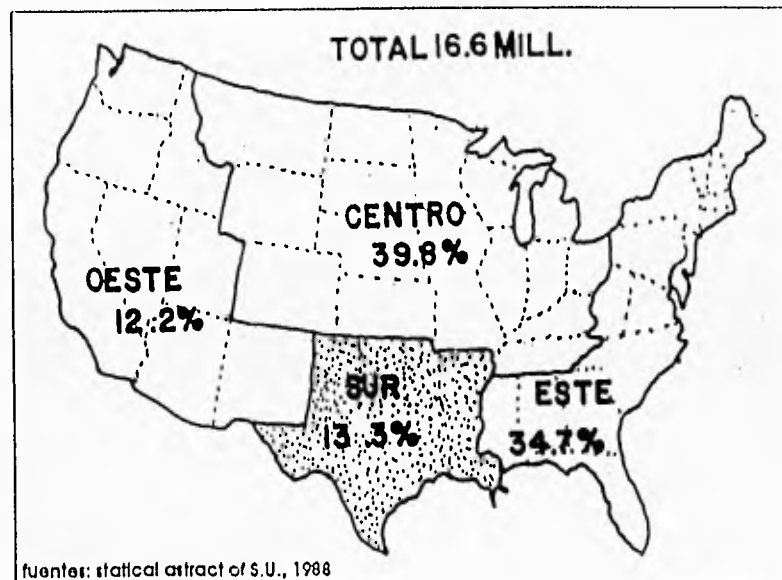 TOTAL 16.6 MILL.
CENTRO
39.8%
OESTE
12.2%
SUR
13.3%
ESTE
34.7%
fuentes: statical astract of S.U., 1988